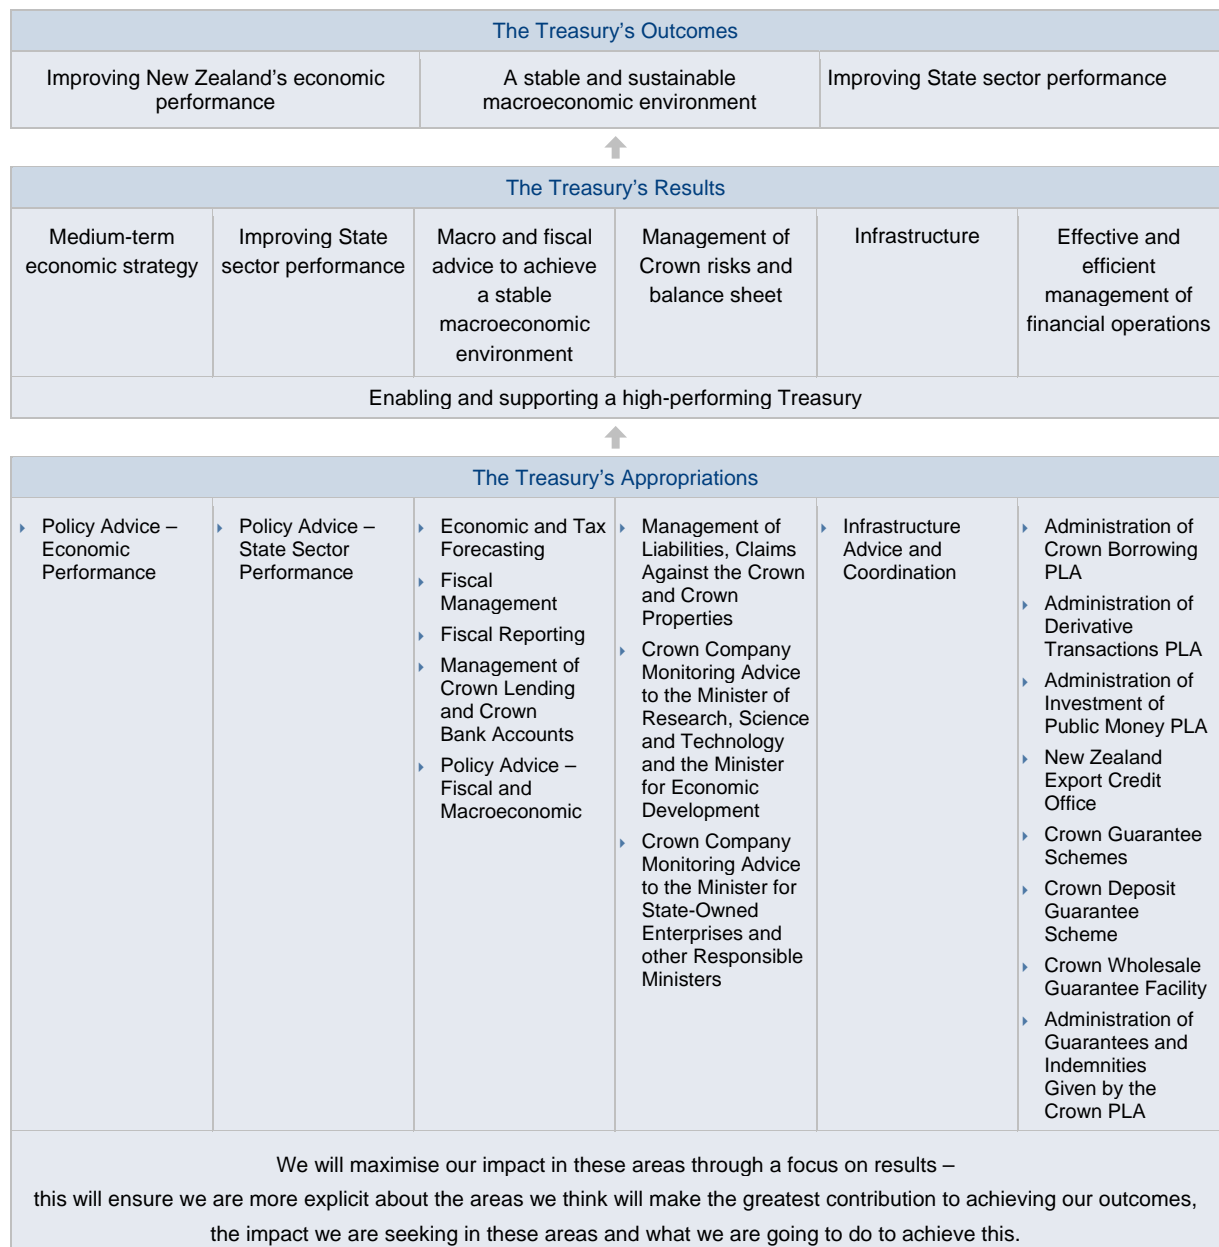 The Treasury's Outcomes
Improving New Zealand's economic
performance
A stable and sustainable
macroeconomic environment
Improving State sector performance
The Treasury's Results
Medium-term
economic strategy
Improving State
sector performance
Macro and fiscal
advice to achieve
a stable
macroeconomic
environment
Management of
Crown risks and
balance sheet
Infrastructure
Effective and
efficient
management of
financial operations
Enabling and supporting a high-performing Treasury
The Treasury's Appropriations
Policy Advice –
Economic
Performance
Policy Advice –
State Sector
Performance
Economic and Tax
Forecasting
Fiscal
Management
Fiscal Reporting
Management of
Crown Lending
and Crown
Bank Accounts
Policy Advice –
Fiscal and
Macroeconomic
Management of
Liabilities, Claims
Against the Crown
and Crown
Properties
Crown Company
Monitoring Advice
to the Minister of
Research, Science
and Technology
and the Minister
for Economic
Development
Crown Company
Monitoring Advice
to the Minister for
State-Owned
Enterprises and
other Responsible
Ministers
Infrastructure
Advice and
Coordination
Administration of
Crown Borrowing
PLA
Administration of
Derivative
Transactions PLA
Administration of
Investment of
Public Money PLA
New Zealand
Export Credit
Office
Crown Guarantee
Schemes
Crown Deposit
Guarantee
Scheme
Crown Wholesale
Guarantee Facility
Administration of
Guarantees and
Indemnities
Given by the
Crown PLA
We will maximise our impact in these areas through a focus on results –
this will ensure we are more explicit about the areas we think will make the greatest contribution to achieving our outcomes,
the impact we are seeking in these areas and what we are going to do to achieve this.